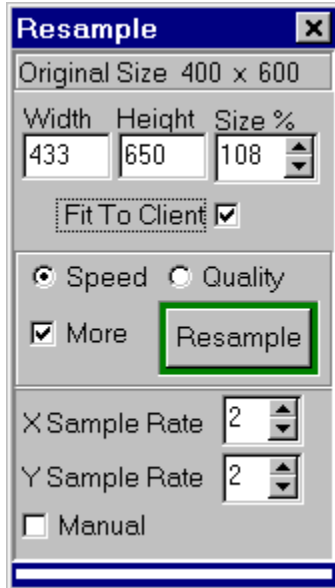 Resample
Original Size 400 x 600
Width Height Size %
433 650 108
Fit To Client
Speed Quality
More Resample
X Sample Rate 2
Y Sample Rate 2
Manual